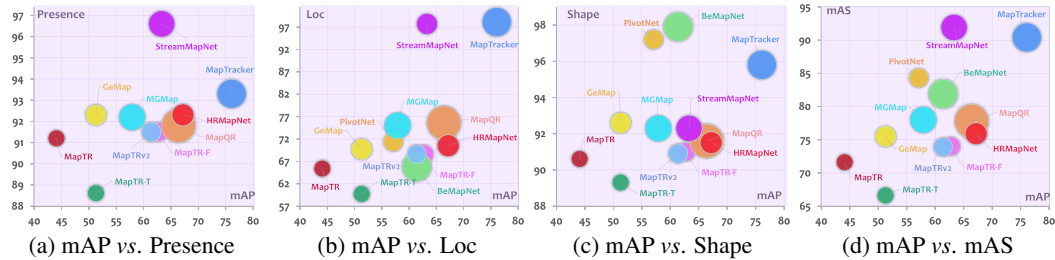 Presence
97
96
95
94
93
92
91
90
89
88
StreamMapNet
MapTracker
GeMap
MGMap
HRMapNet
MapQR
MapTR
MapTRv2
MapTR-F
MapTR-T
mAP
40 45 50 55 60 65 70 75 80
(a) mAP vs. Presence
Loc
97
92
87
82
77
72
67
62
57
StreamMapNet
MapTracker
MGMap
PivotNet
GeMap
MapQR
HRMapNet
MapTRv2
MapTR-F
MapTR
MapTR-T
BeMapNet
mAP
40 45 50 55 60 65 70 75 80
(b) mAP vs. Loc
Shape
98
96
94
92
90
88
PivotNet
BeMapNet
MapTracker
GeMap
StreamMapNet
MGMap
MapQR
HRMapNet
MapTR
MapTRv2
MapTR-F
MapTR-T
mAP
40 45 50 55 60 65 70 75 80
(c) mAP vs. Shape
mAS
95
90
85
80
75
70
65
StreamMapNet
MapTracker
PivotNet
BeMapNet
MGMap
MapQR
GeMap
HRMapNet
MapTR
MapTRv2
MapTR-F
MapTR-T
mAP
40 45 50 55 60 65 70 75 80
(d) mAP vs. mAS